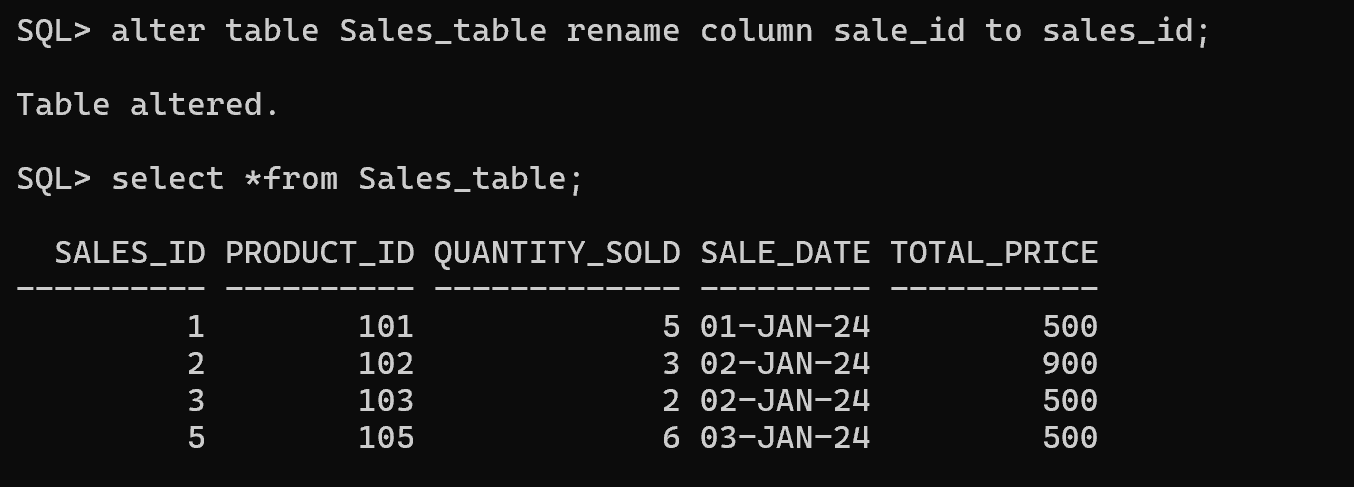 SQL> alter table Sales_table rename column sale_id to sales_id;
Table altered.
SQL> select *from Sales_table;
  SALES_ID PRODUCT_ID QUANTITY_SOLD SALE_DATE TOTAL_PRICE
---------- ---------- ------------- --------- -----------
         1        101             5 01-JAN-24         500
         2        102             3 02-JAN-24         900
         3        103             2 02-JAN-24         500
         5        105             6 03-JAN-24         500